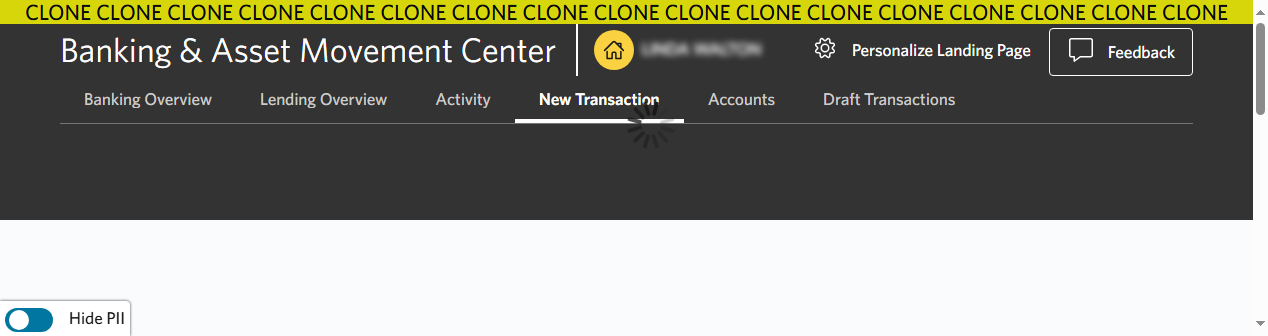 CLONE CLONE CLONE CLONE CLONE CLONE CLONE CLONE CLONE CLONE CLONE CLONE CLONE CLONE CLONE CLONE CLONE
Banking & Asset Movement Center
Personalize Landing Page
Feedback
Banking Overview
Lending Overview
Activity
New Transaction
Accounts
Draft Transactions
Hide PII